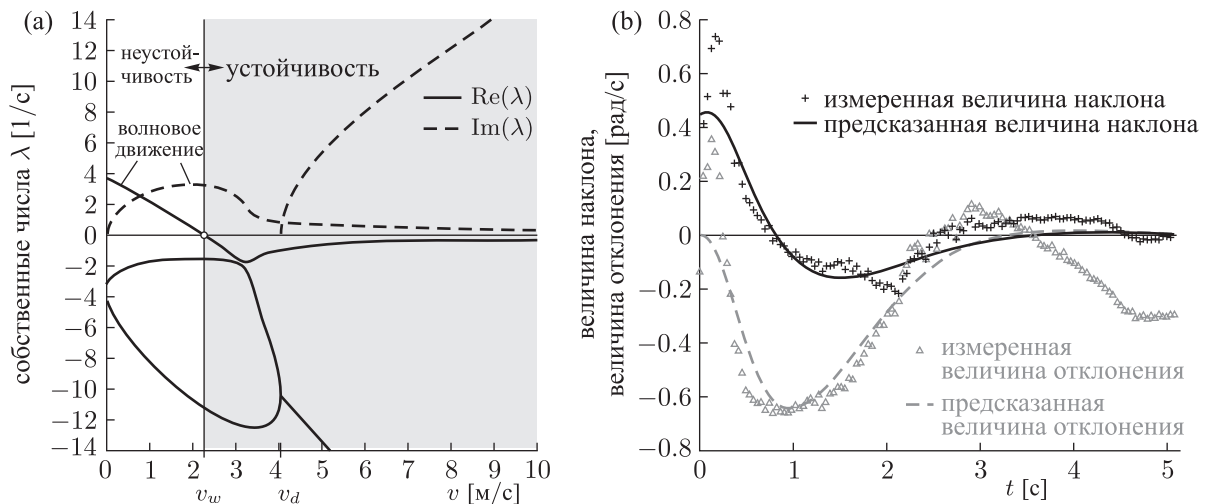 (a)
собственные числа λ [1/с]
14
12
10
8
6
4
2
0
−2
−4
−6
−8
−10
−12
−14
неустой-
чивость
устойчивость
волновое
движение
Re(λ)
Im(λ)
0 1 2 3 4 5 6 7 8 9 10
v_w v_d v [м/с]
(b)
величина наклона,
величина отклонения [рад/с]
0.8
0.6
0.4
0.2
0
−0.2
−0.4
−0.6
−0.8
измеренная величина наклона
предсказанная величина наклона
измеренная
величина отклонения
предсказанная
величина отклонения
0 1 2 3 4 5
t [с]